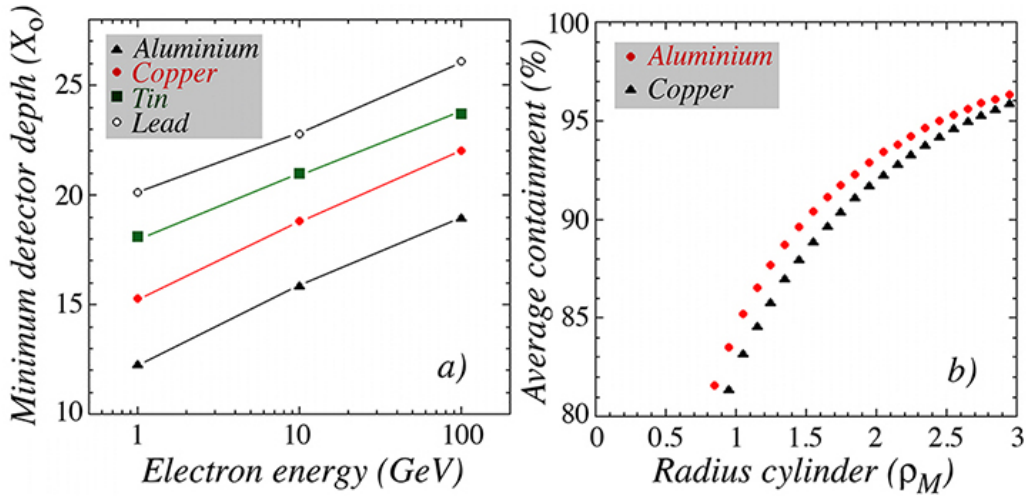 Minimum detector depth (X₀)
25
20
15
10
Aluminium
Copper
Tin
Lead
a)
1
10
100
Electron energy (GeV)
Average containment (%)
100
95
90
85
80
Aluminium
Copper
b)
0
0.5
1
1.5
2
2.5
3
Radius cylinder (ρM)